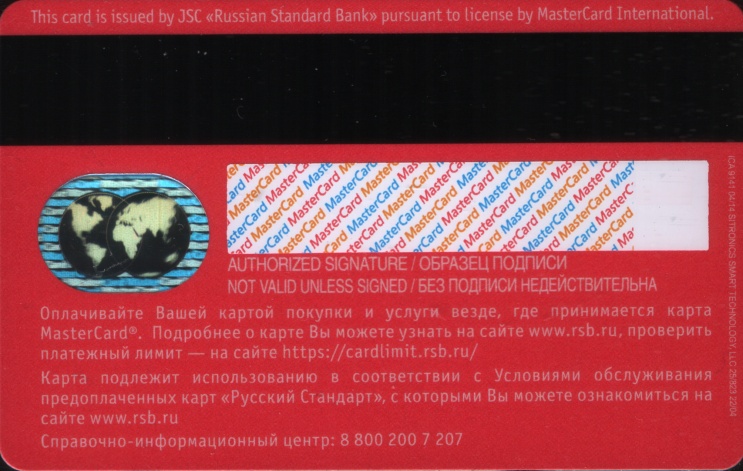 This card is issued by JSC «Russian Standard Bank» pursuant to license by MasterCard International.
AUTHORIZED SIGNATURE / ОБРАЗЕЦ ПОДПИСИ
NOT VALID UNLESS SIGNED / БЕЗ ПОДПИСИ НЕДЕЙСТВИТЕЛЬНА
Оплачивайте Вашей картой покупки и услуги везде, где принимается карта
MasterCard®. Подробнее о карте Вы можете узнать на сайте www.rsb.ru, проверить
платежный лимит — на сайте https://cardlimit.rsb.ru/
Карта подлежит использованию в соответствии с Условиями обслуживания
предоплаченных карт «Русский Стандарт», с которыми Вы можете ознакомиться на
сайте www.rsb.ru
Справочно-информационный центр: 8 800 200 7 207
SITRONICS SMART TECHNOLOGY, LLC